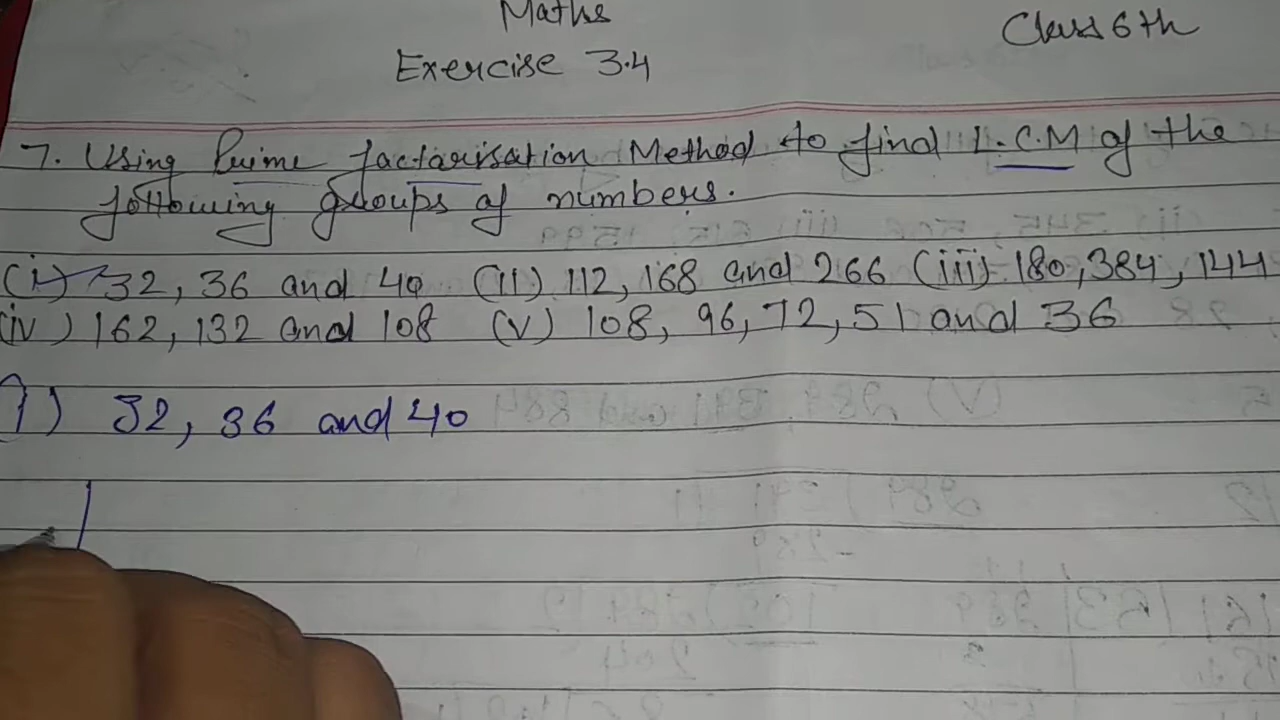 Maths
Class 6th
Exercise 3.4
7. Using Prime factorisation Method to find L.C.M of the
following groups of numbers.
(i) 32, 36 and 40 (II) 112, 168 and 266 (iii) 180, 384, 144
(iv) 162, 132 and 108 (V) 108, 96, 72, 51 and 36
1) 32, 36 and 40